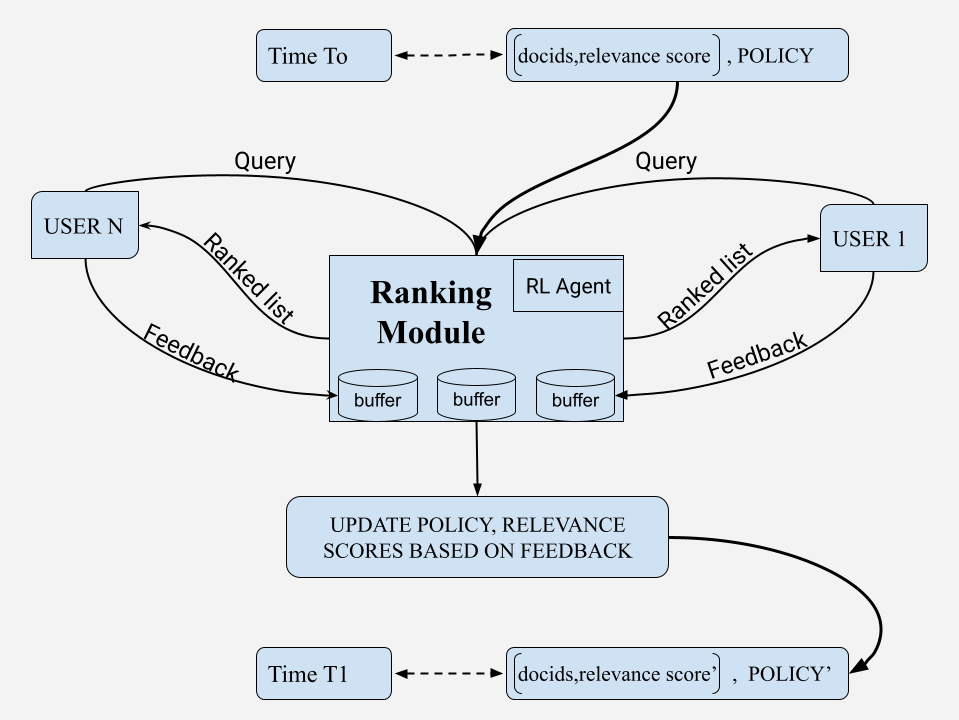 Time To
docids,relevance score , POLICY
Query
Query
USER N
USER 1
Ranked list
Ranked list
Ranking
Module
RL Agent
Feedback
Feedback
buffer
buffer
buffer
UPDATE POLICY, RELEVANCE
SCORES BASED ON FEEDBACK
Time T1
docids,relevance score’ , POLICY’